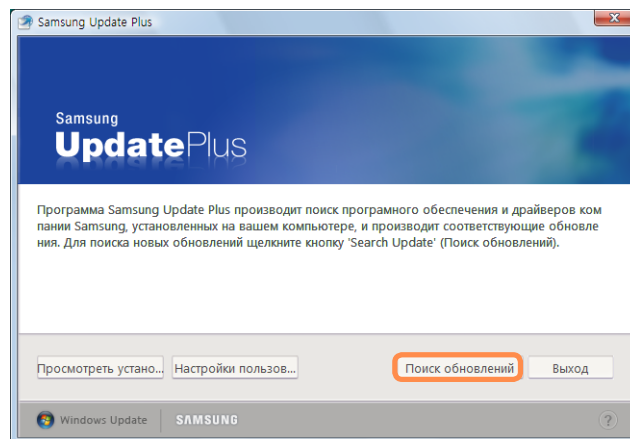 Samsung Update Plus
Samsung
UpdatePlus
Программа Samsung Update Plus производит поиск програмного обеспечения и драйверов ком
пании Samsung, установленных на вашем компьютере, и производит соответствующие обновле
ния. Для поиска новых обновлений щелкните кнопку 'Search Update' (Поиск обновлений).
Просмотреть устано... Настройки пользов... Поиск обновлений Выход
Windows Update SAMSUNG ?